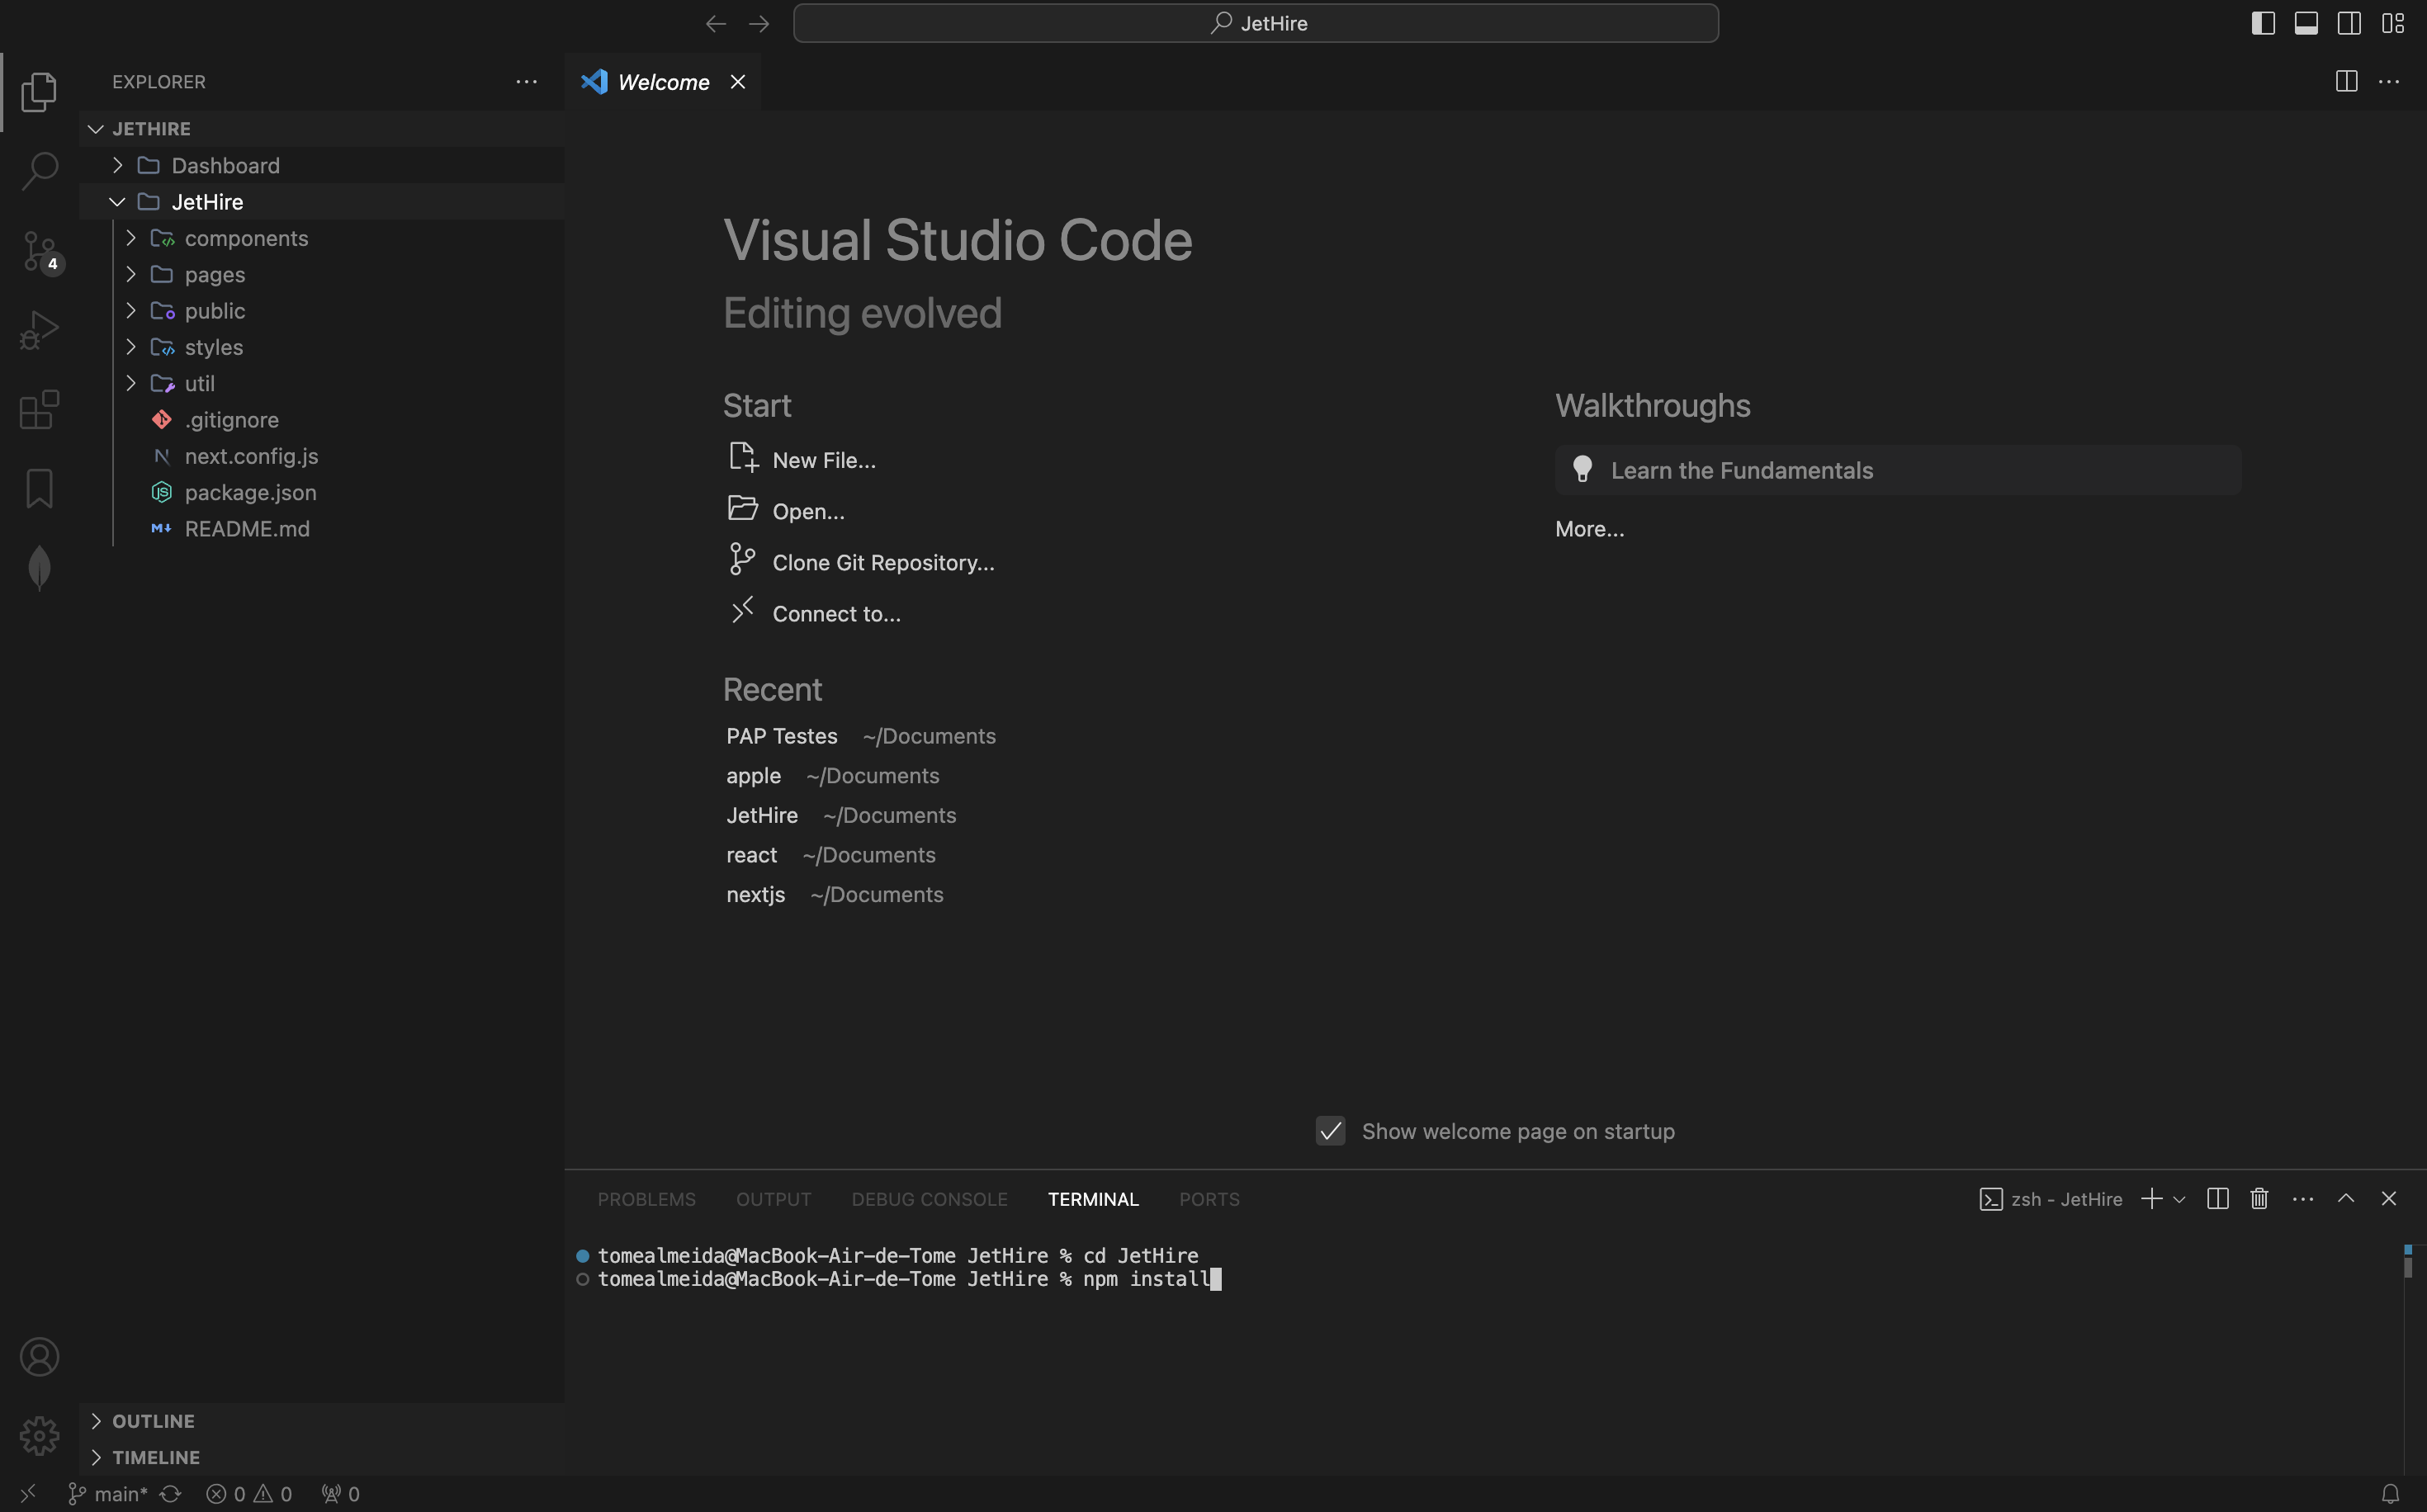 JetHire
EXPLORER
Welcome
JETHIRE
Dashboard
JetHire
components
pages
public
styles
util
.gitignore
next.config.js
package.json
README.md
4
Visual Studio Code
Editing evolved
Start
New File...
Open...
Clone Git Repository...
Connect to...
Recent
PAP Testes ~/Documents
apple ~/Documents
JetHire ~/Documents
react ~/Documents
nextjs ~/Documents
Walkthroughs
Learn the Fundamentals
More...
Show welcome page on startup
PROBLEMS OUTPUT DEBUG CONSOLE TERMINAL PORTS
zsh - JetHire
tomealmeida@MacBook-Air-de-Tome JetHire % cd JetHire
tomealmeida@MacBook-Air-de-Tome JetHire % npm install
OUTLINE
TIMELINE
main* 0 0 0